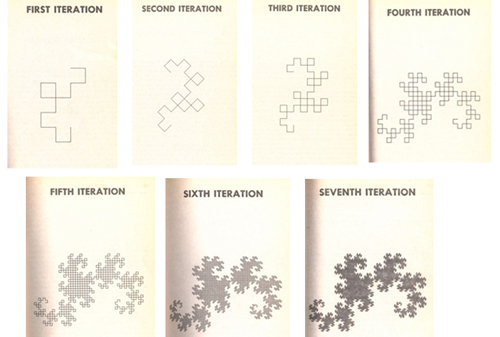 FIRST ITERATION
SECOND ITERATION
THIRD ITERATION
FOURTH ITERATION
FIFTH ITERATION
SIXTH ITERATION
SEVENTH ITERATION